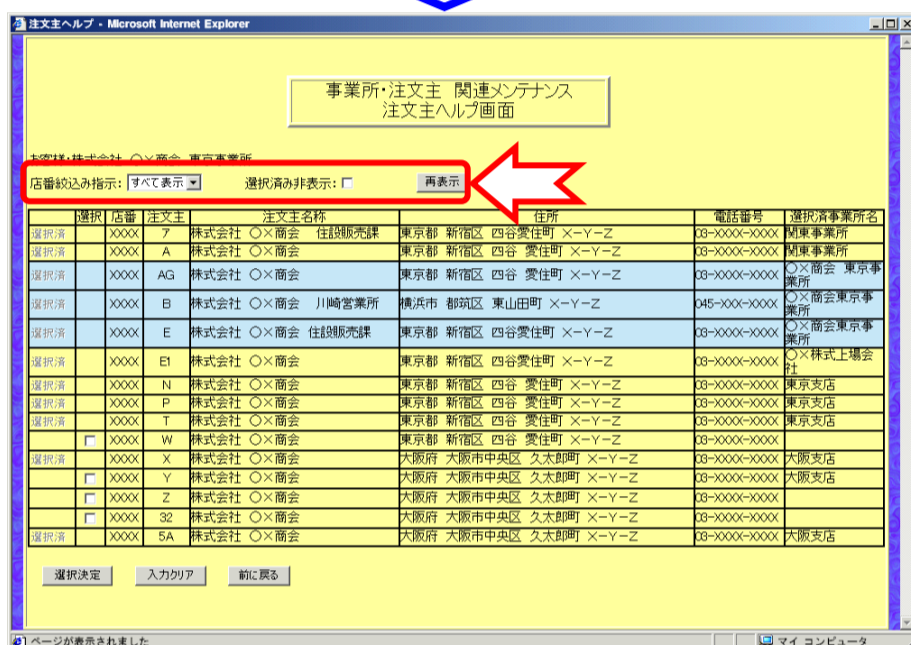 注文主ヘルプ - Microsoft Internet Explorer
事業所・注文主 関連メンテナンス
注文主ヘルプ画面
お客様:株式会社 ○×商会 東京事業所
店番絞込み指示: すべて表示 選択済み非表示: 再表示
選択 店番 注文主 注文主名称 住所 電話番号 選択済事業所名
選択済 XXXX 7 株式会社 ○×商会 住設販売課 東京都 新宿区 四谷愛住町 X-Y-Z 03-XXXX-XXXX 関東事業所
選択済 XXXX A 株式会社 ○×商会 東京都 新宿区 四谷 愛住町 X-Y-Z 03-XXXX-XXXX 関東事業所
選択済 XXXX AG 株式会社 ○×商会 東京都 新宿区 四谷 愛住町 X-Y-Z 03-XXXX-XXXX ○×商会 東京事業所
選択済 XXXX B 株式会社 ○×商会 川崎営業所 横浜市 都筑区 東山田町 X-Y-Z 045-XXX-XXXX ○×商会東京事業所
選択済 XXXX E 株式会社 ○×商会 住設販売課 東京都 新宿区 四谷愛住町 X-Y-Z 03-XXXX-XXXX ○×商会東京事業所
選択済 XXXX E1 株式会社 ○×商会 東京都 新宿区 四谷愛住町 X-Y-Z 03-XXXX-XXXX ○×株式上場会社
選択済 XXXX N 株式会社 ○×商会 東京都 新宿区 四谷 愛住町 X-Y-Z 03-XXXX-XXXX 東京支店
選択済 XXXX P 株式会社 ○×商会 東京都 新宿区 四谷 愛住町 X-Y-Z 03-XXXX-XXXX 東京支店
選択済 XXXX T 株式会社 ○×商会 東京都 新宿区 四谷 愛住町 X-Y-Z 03-XXXX-XXXX 東京支店
XXXX W 株式会社 ○×商会 東京都 新宿区 四谷 愛住町 X-Y-Z 03-XXXX-XXXX
選択済 XXXX X 株式会社 ○×商会 大阪府 大阪市中央区 久太郎町 X-Y-Z 03-XXXX-XXXX 大阪支店
XXXX Y 株式会社 ○×商会 大阪府 大阪市中央区 久太郎町 X-Y-Z 03-XXXX-XXXX 大阪支店
XXXX Z 株式会社 ○×商会 大阪府 大阪市中央区 久太郎町 X-Y-Z 03-XXXX-XXXX
XXXX 32 株式会社 ○×商会 大阪府 大阪市中央区 久太郎町 X-Y-Z 03-XXXX-XXXX
選択済 XXXX 5A 株式会社 ○×商会 大阪府 大阪市中央区 久太郎町 X-Y-Z 03-XXXX-XXXX 大阪支店
選択決定 入力クリア 前に戻る
ページが表示されました マイ コンピュータ